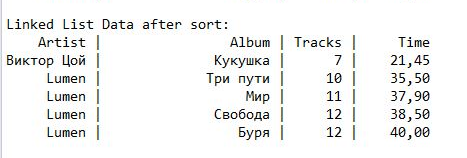 Linked List Data after sort:
Artist | Album | Tracks | Time
Виктор Цой | Кукушка | 7 | 21,45
Lumen | Три пути | 10 | 35,50
Lumen | Мир | 11 | 37,90
Lumen | Свобода | 12 | 38,50
Lumen | Буря | 12 | 40,00